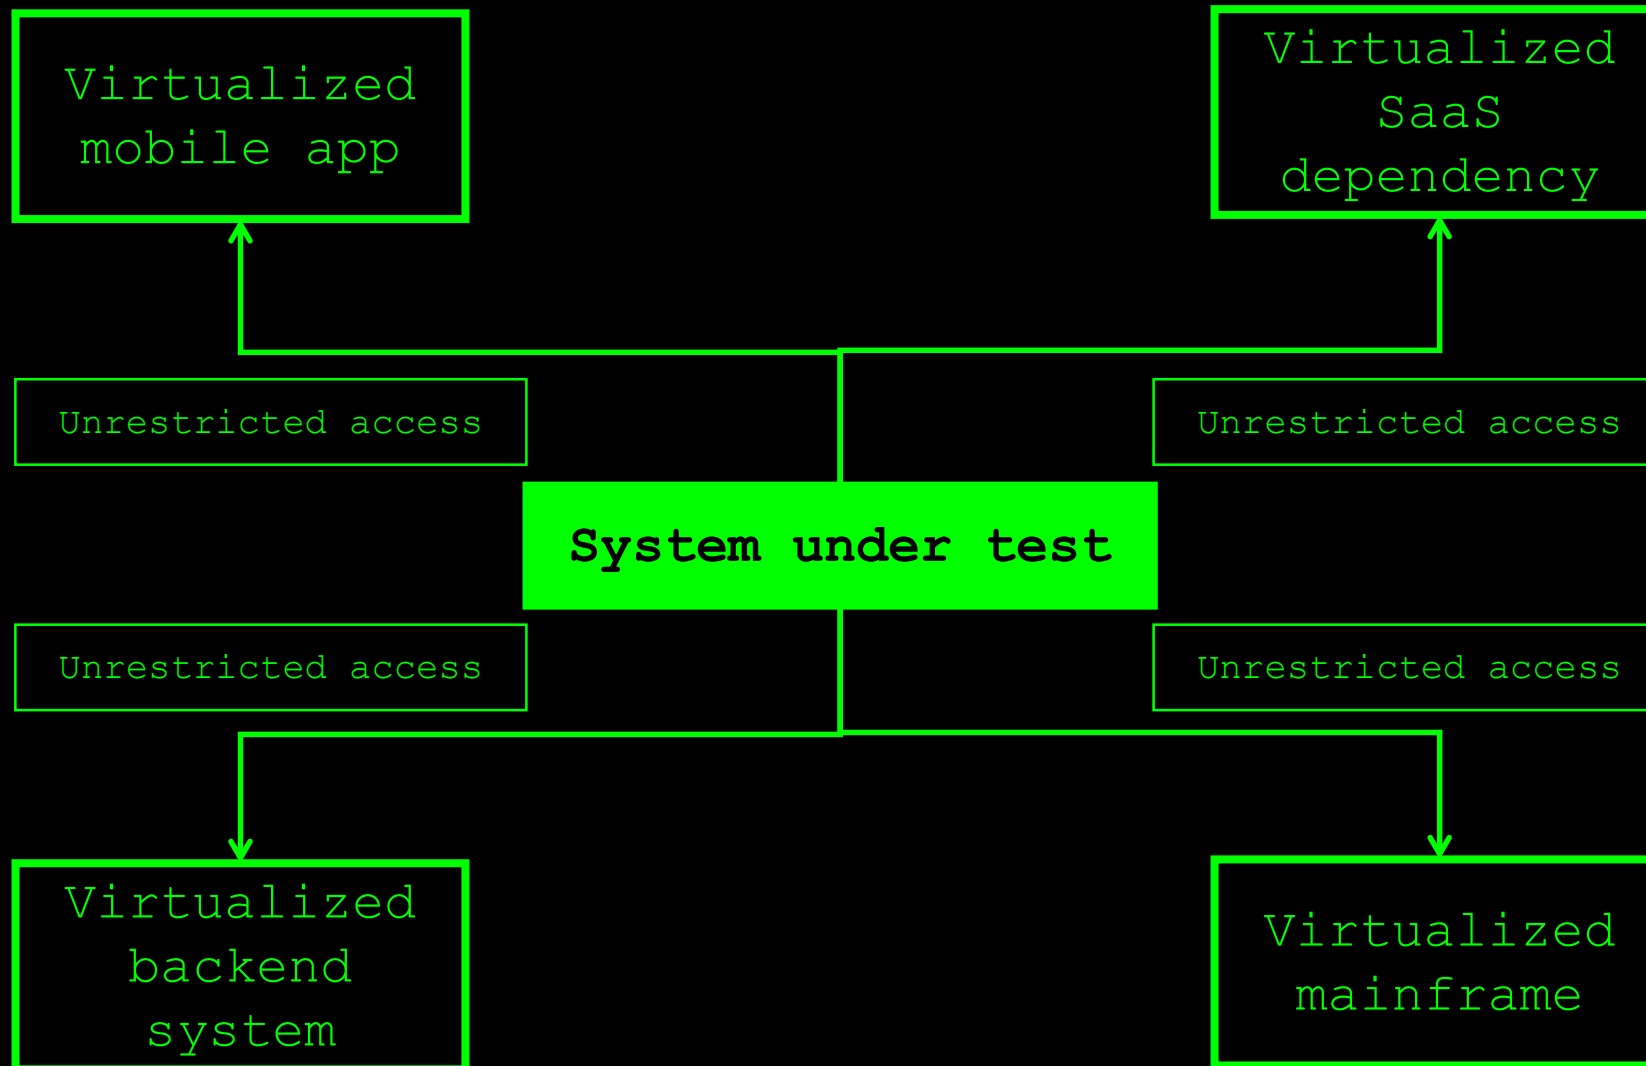 Virtualized
mobile app
Virtualized
SaaS
dependency
Unrestricted access
Unrestricted access
System under test
Unrestricted access
Unrestricted access
Virtualized
backend
system
Virtualized
mainframe